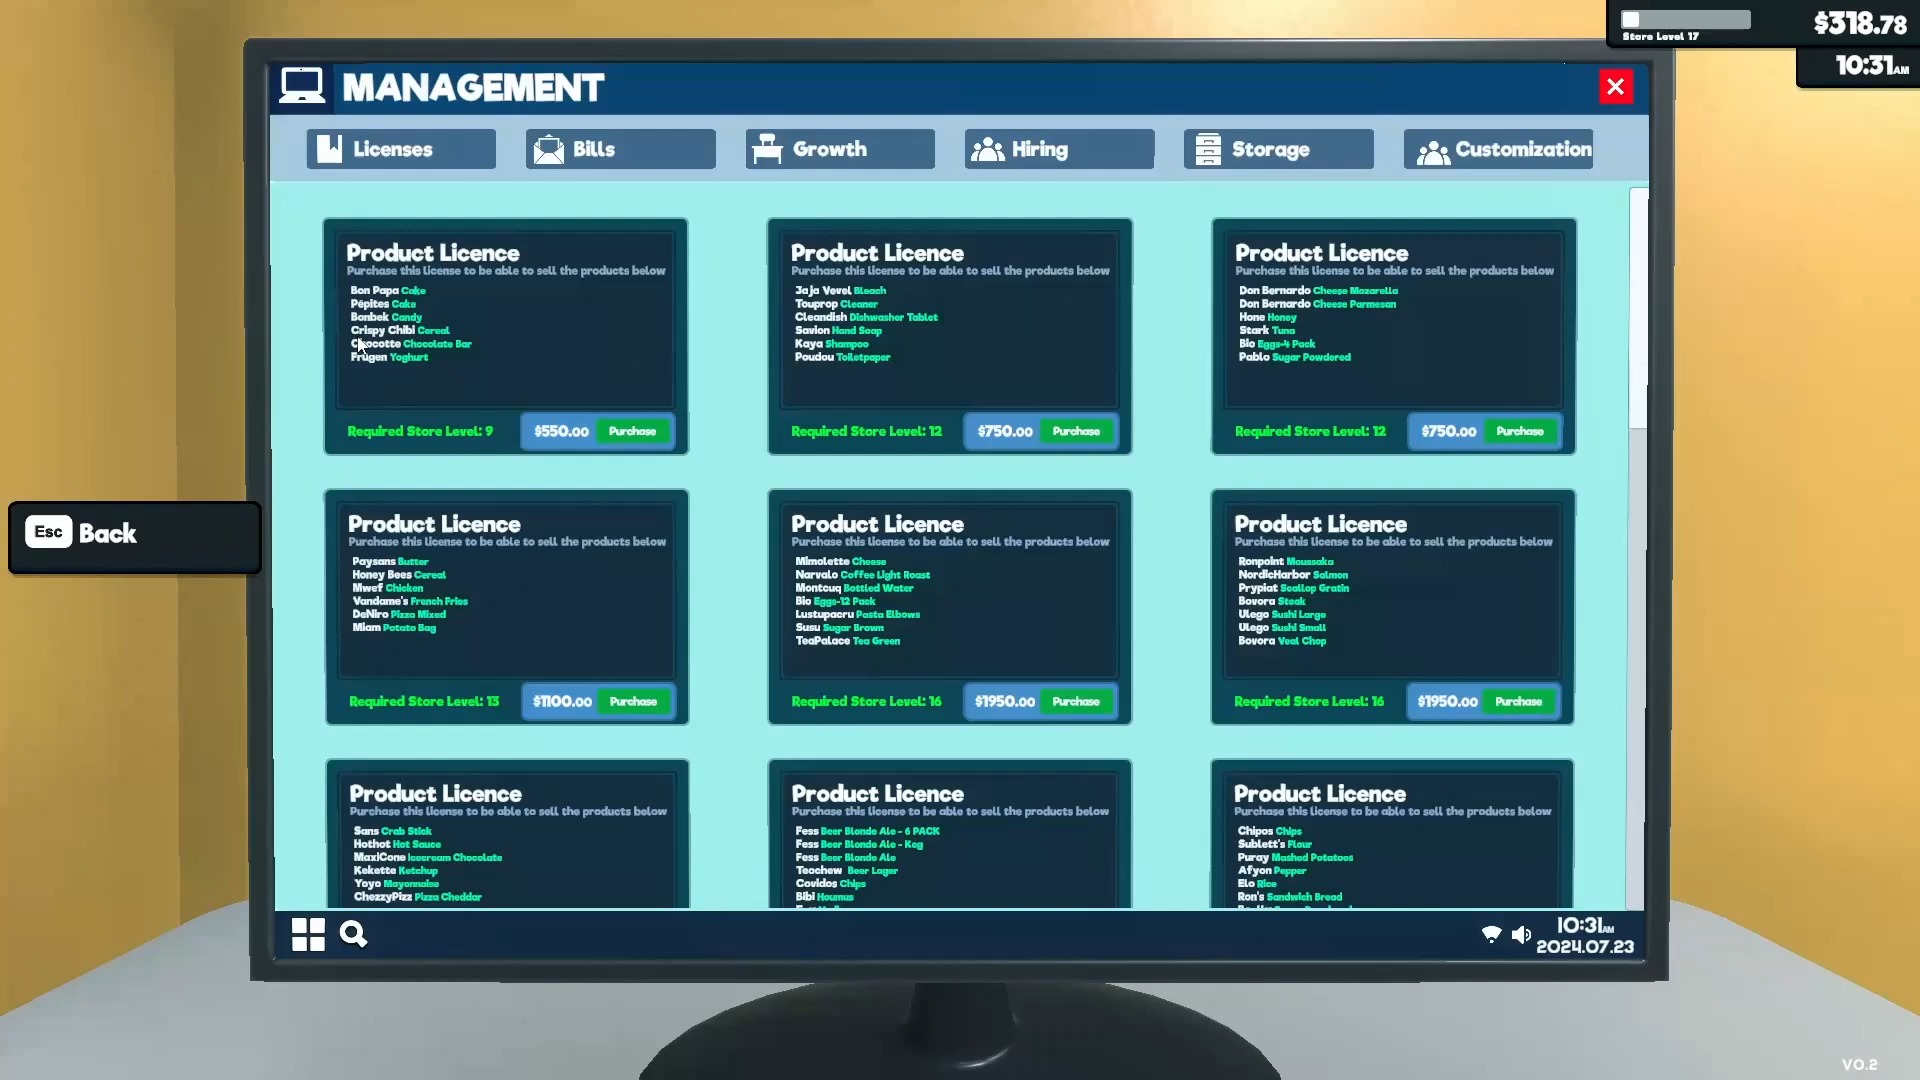 Store Level 17
$318.78
10:31AM
MANAGEMENT
Licenses
Bills
Growth
Hiring
Storage
Customization
Product Licence
Purchase this license to be able to sell the products below
Bon Papa Cake
Pépites Cake
Bonbek Candy
Crispy Chibi Cereal
Chocotte Chocolate Bar
Frugen Yoghurt
Required Store Level: 9
$550.00
Purchase
Product Licence
Purchase this license to be able to sell the products below
Jaja Vevel Bleach
Touprop Cleaner
Cleandish Dishwasher Tablet
Savion Hand Soap
Kaya Shampoo
Poudou Toiletpaper
Required Store Level: 12
$750.00
Purchase
Product Licence
Purchase this license to be able to sell the products below
Don Bernardo Cheese Mozarella
Don Bernardo Cheese Parmesan
Hone Honey
Stark Tuna
Bio Eggs-4 Pack
Pablo Sugar Powdered
Required Store Level: 12
$750.00
Purchase
Esc Back
Product Licence
Purchase this license to be able to sell the products below
Paysans Butter
Honey Bees Cereal
Mwef Chicken
Vandame's French Fries
DeNiro Pizza Mixed
Miam Potato Bag
Required Store Level: 13
$1100.00
Purchase
Product Licence
Purchase this license to be able to sell the products below
Mimolette Cheese
Narvalo Coffee Light Roast
Montcuq Bottled Water
Bio Eggs-12 Pack
Lustupacru Pasta Elbows
Susu Sugar Brown
TeaPalace Tea Green
Required Store Level: 16
$1950.00
Purchase
Product Licence
Purchase this license to be able to sell the products below
Ronpoint Moussaka
NordicHarbor Salmon
Prypiat Scallop Gratin
Bovora Steak
Ulego Sushi Large
Ulego Sushi Small
Bovora Veal Chop
Required Store Level: 16
$1950.00
Purchase
Product Licence
Purchase this license to be able to sell the products below
Sans Crab Stick
Hothot Hot Sauce
MaxiCone Icecream Chocolate
Kekette Ketchup
Yoyo Mayonnaise
ChezzyPizz Pizza Cheddar
Product Licence
Purchase this license to be able to sell the products below
Fess Beer Blonde Ale - 6 PACK
Fess Beer Blonde Ale - Keg
Fess Beer Blonde Ale
Teochew Beer Lager
Covidos Chips
Bibi Houmus
Product Licence
Purchase this license to be able to sell the products below
Chipos Chips
Sublett's Flour
Puray Mashed Potatoes
Afyon Pepper
Elo Rice
Ron's Sandwich Bread
10:31AM
2024.07.23
V0.2